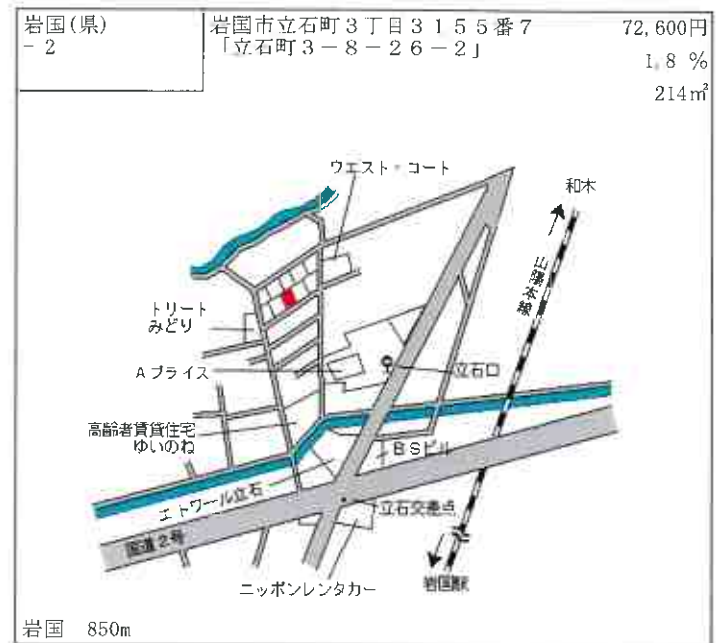 岩国(県)
－2
岩国市立石町3丁目3155番7
「立石町3－8－26－2」
72,600円
1.8 %
214㎡
ウエスト・コート
和木
山陽本線
トリート
みどり
Aプライス
立石口
高齢者賃貸住宅
ゆいのね
BSビル
エトワール立石
立石交差点
国道2号
ニッポンレンタカー
岩国駅
岩国 850m